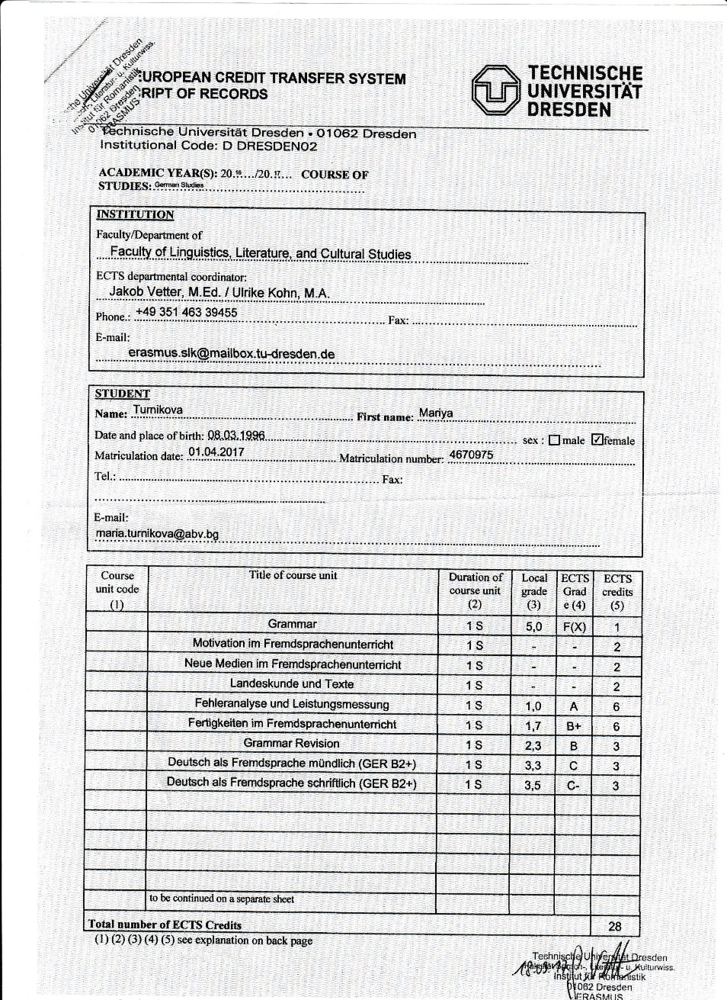 EUROPEAN CREDIT TRANSFER SYSTEM
RIPT OF RECORDS
Universität Dresden
Literatur- u. Kulturwiss.
Institut für Romanistik
01062 Dresden
ERASMUS
TECHNISCHE
UNIVERSITÄT
DRESDEN
Technische Universität Dresden • 01062 Dresden
Institutional Code: D DRESDEN02
ACADEMIC YEAR(S): 20.16.../20.17... COURSE OF
STUDIES: German Studies
INSTITUTION
Faculty/Department of
Faculty of Linguistics, Literature, and Cultural Studies
ECTS departmental coordinator:
Jakob Vetter, M.Ed. / Ulrike Kohn, M.A.
Phone.: +49 351 463 39455 Fax:
E-mail:
erasmus.slk@mailbox.tu-dresden.de
STUDENT
Name: Turnikova First name: Mariya
Date and place of birth: 08.03.1996 sex : male female
Matriculation date: 01.04.2017 Matriculation number: 4670975
Tel.: Fax:
E-mail:
maria.turnikova@abv.bg
Course unit code (1) Title of course unit Duration of course unit (2) Local grade (3) ECTS Grad e (4) ECTS credits (5)
Grammar 1 S 5,0 F(X) 1
Motivation im Fremdsprachenunterricht 1 S - - 2
Neue Medien im Fremdsprachenunterricht 1 S - - 2
Landeskunde und Texte 1 S - - 2
Fehleranalyse und Leistungsmessung 1 S 1,0 A 6
Fertigkeiten im Fremdsprachenunterricht 1 S 1,7 B+ 6
Grammar Revision 1 S 2,3 B 3
Deutsch als Fremdsprache mündlich (GER B2+) 1 S 3,3 C 3
Deutsch als Fremdsprache schriftlich (GER B2+) 1 S 3,5 C- 3
to be continued on a separate sheet
Total number of ECTS Credits 28
(1) (2) (3) (4) (5) see explanation on back page
Technische Universität Dresden
Fakultät Sprach-, Literatur- u. Kulturwiss.
Institut für Romanistik
01062 Dresden
ERASMUS